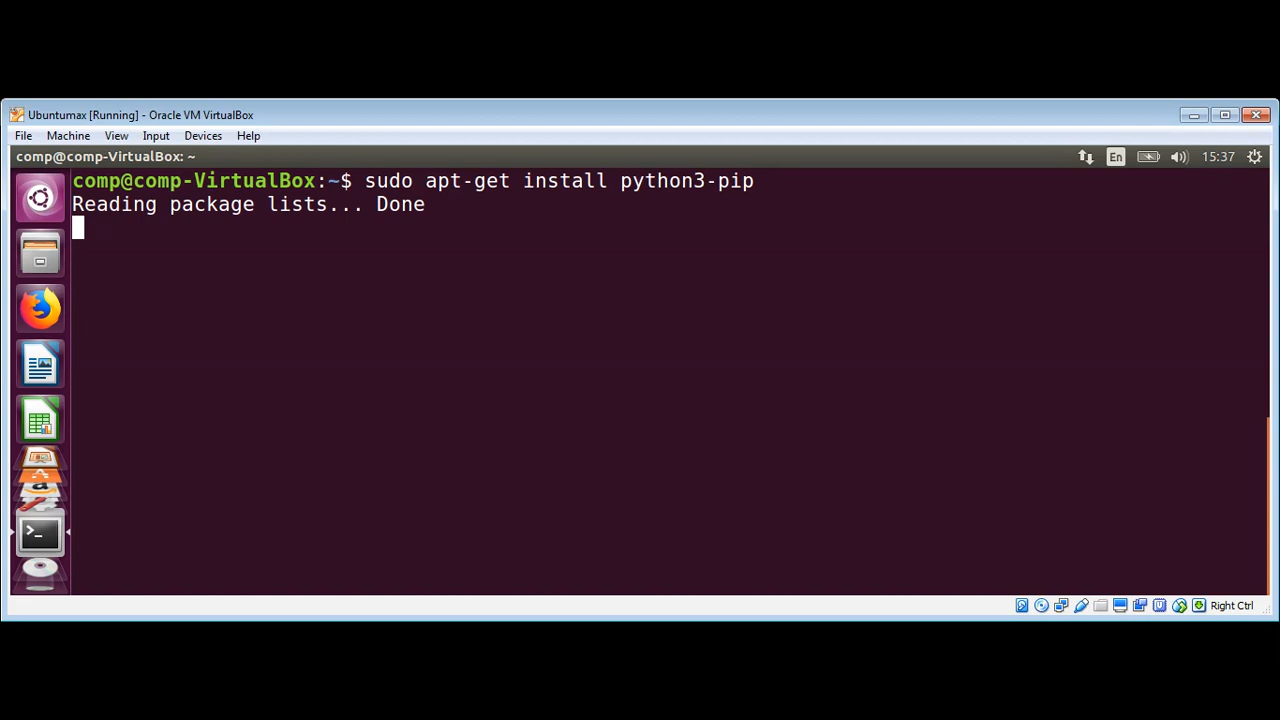 Ubuntumax [Running] - Oracle VM VirtualBox
File Machine View Input Devices Help
comp@comp-VirtualBox: ~ En 15:37
comp@comp-VirtualBox:~$ sudo apt-get install python3-pip
Reading package lists... Done
Right Ctrl